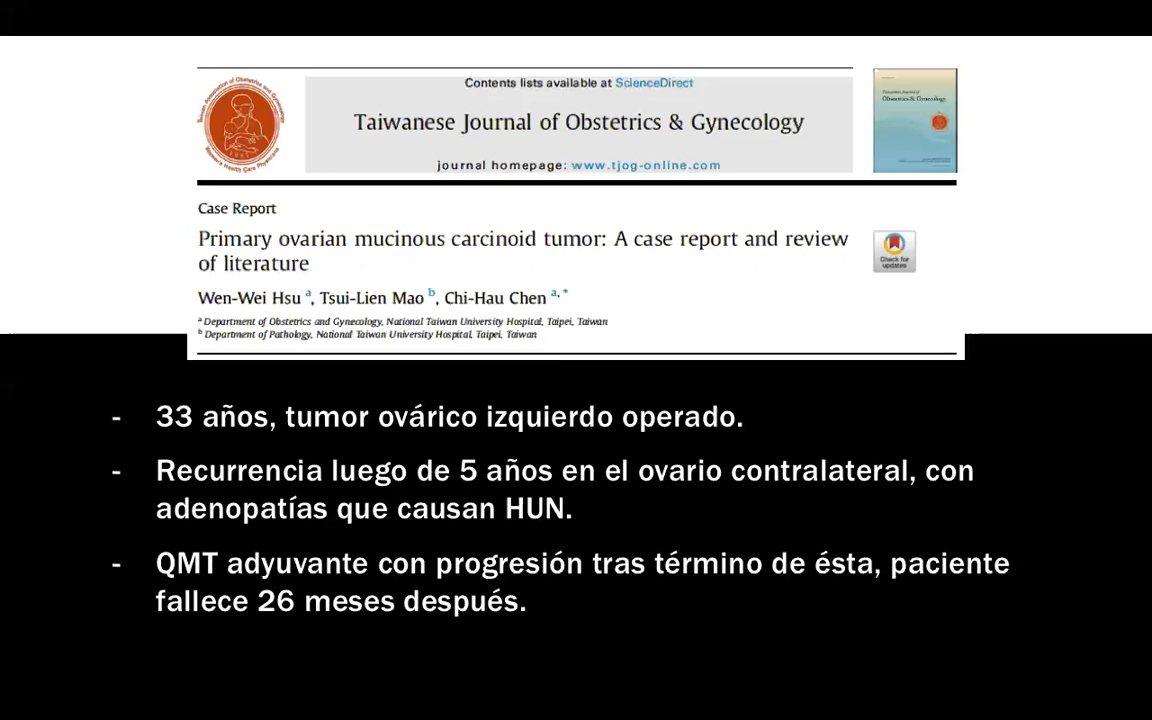 Contents lists available at ScienceDirect
Taiwanese Journal of Obstetrics & Gynecology
journal homepage: www.tjog-online.com
Case Report
Primary ovarian mucinous carcinoid tumor: A case report and review
of literature
Check for
updates
Wen-Wei Hsu a, Tsui-Lien Mao b, Chi-Hau Chen a, *
a Department of Obstetrics and Gynecology, National Taiwan University Hospital, Taipei, Taiwan
b Department of Pathology, National Taiwan University Hospital, Taipei, Taiwan
- 33 años, tumor ovárico izquierdo operado.
- Recurrencia luego de 5 años en el ovario contralateral, con
adenopatías que causan HUN.
- QMT adyuvante con progresión tras término de ésta, paciente
fallece 26 meses después.